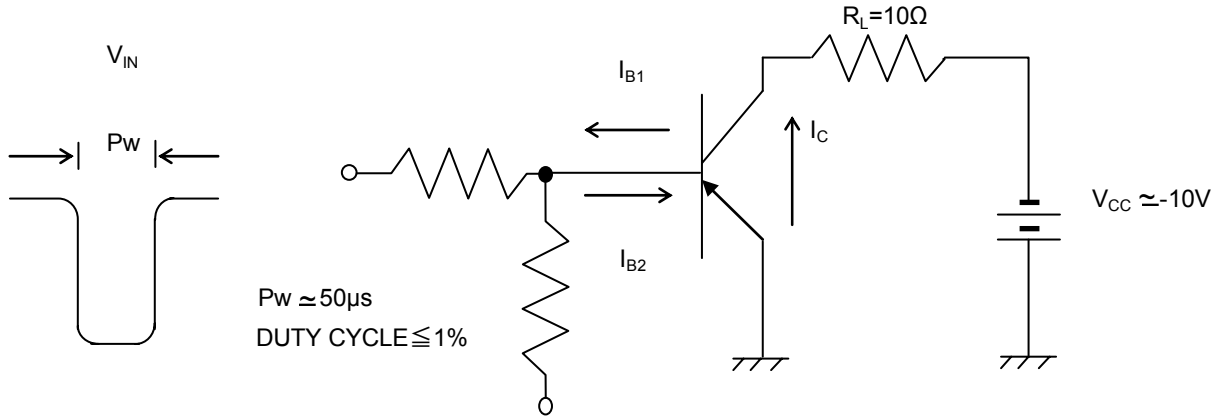 R_L=10Ω
V_IN
I_B1
Pw
I_C
V_CC ≃-10V
I_B2
Pw ≃50μs
DUTY CYCLE≦1%